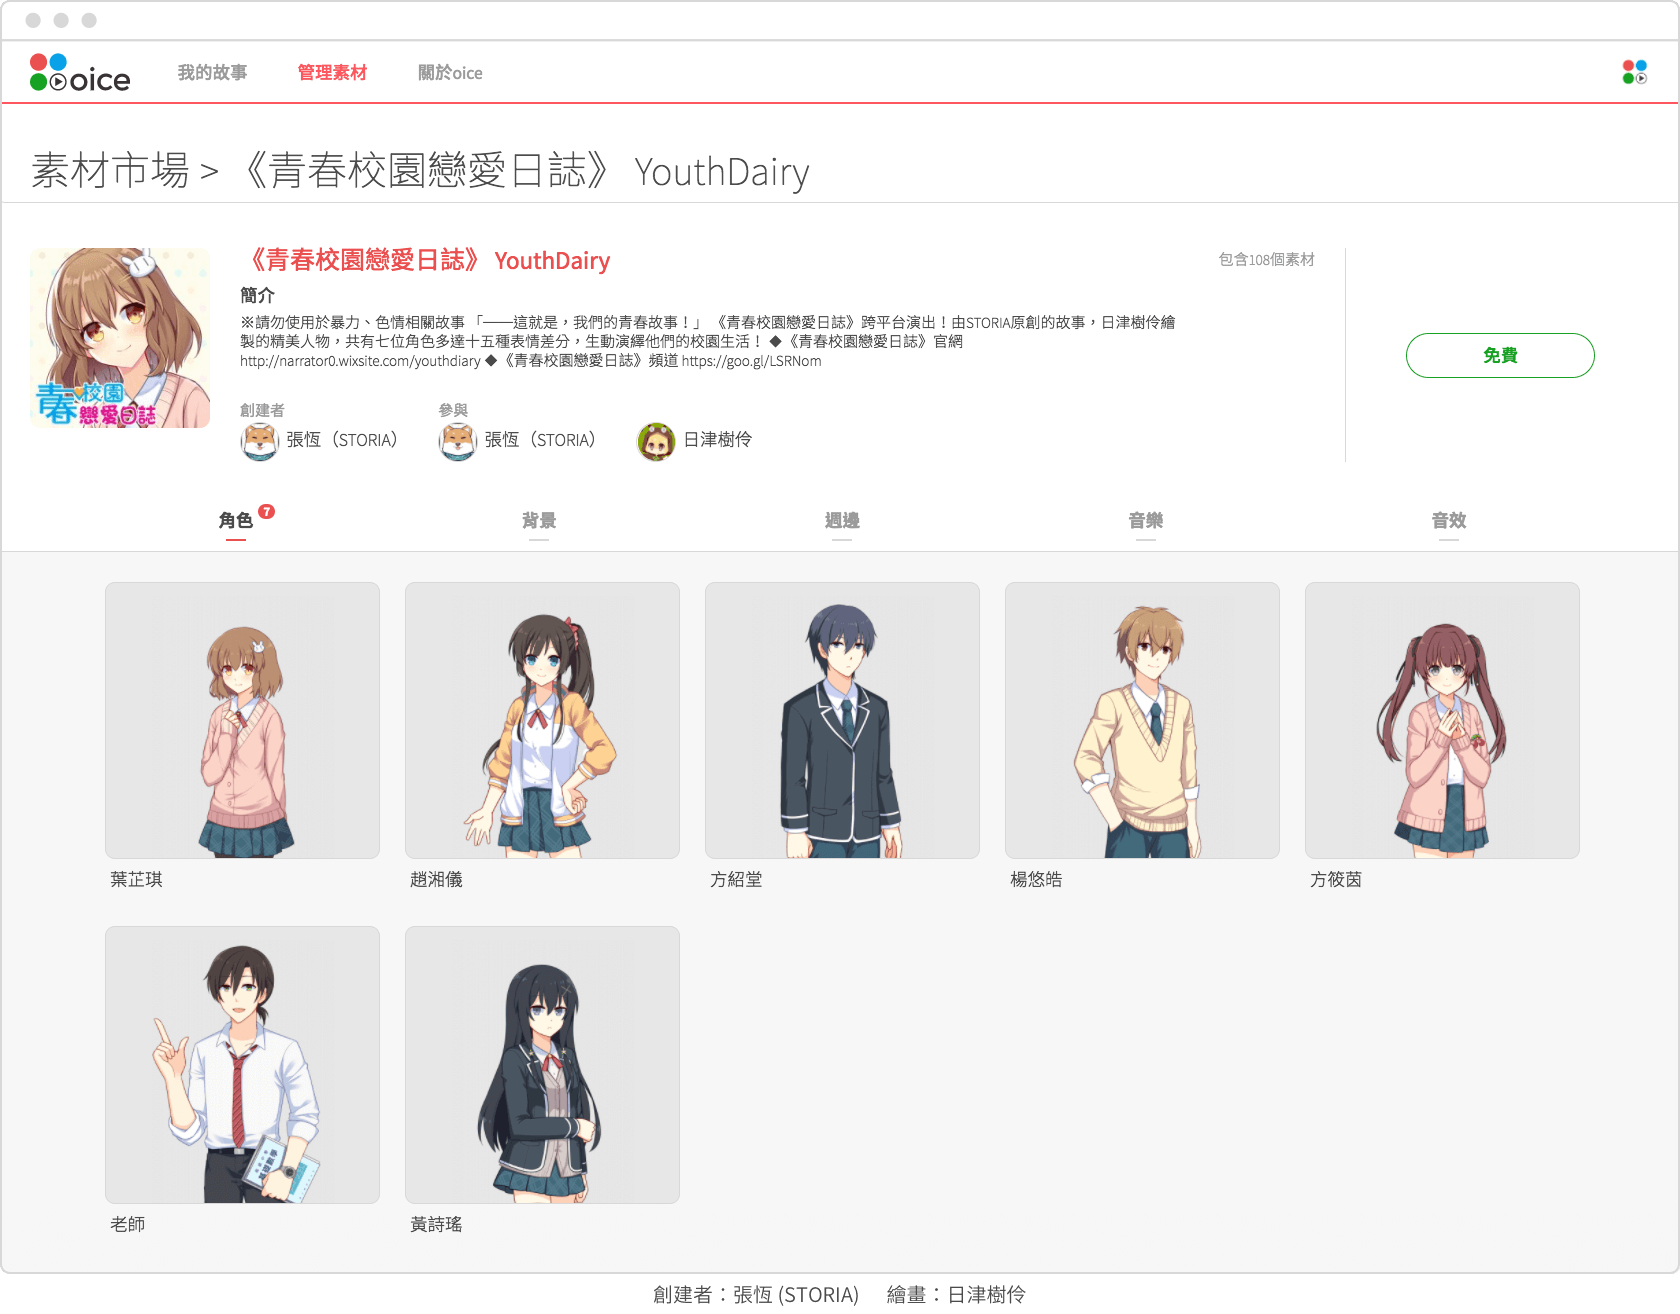 oice 我的故事 管理素材 關於oice
素材市場 > 《青春校園戀愛日誌》 YouthDairy
《青春校園戀愛日誌》 YouthDairy
包含108個素材
簡介
※請勿使用於暴力、色情相關故事 「——這就是，我們的青春故事！」 《青春校園戀愛日誌》跨平台演出！由STORIA原創的故事，日津樹伶繪
製的精美人物，共有七位角色多達十五種表情差分，生動演繹他們的校園生活！ ◆《青春校園戀愛日誌》官網
http://narrator0.wixsite.com/youthdiary ◆《青春校園戀愛日誌》頻道 https://goo.gl/LSRNom
免費
青春校園
戀愛日誌
創建者 參與
張恆（STORIA） 張恆（STORIA） 日津樹伶
角色 7 背景 週邊 音樂 音效
葉芷琪 趙湘儀 方紹堂 楊悠皓 方筱茵
老師 黃詩瑤
創建者：張恆 (STORIA) 繪畫：日津樹伶